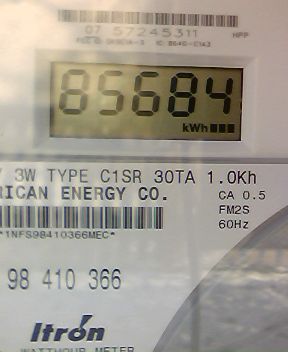 07 57245311 HPP
85684
kWh
3W TYPE C1SR 30TA 1.0Kh
RICAN ENERGY CO. CA 0.5
FM2S
*1NFS98410366MEC* 60Hz
98 410 366
Itron
WATTHOUR METER